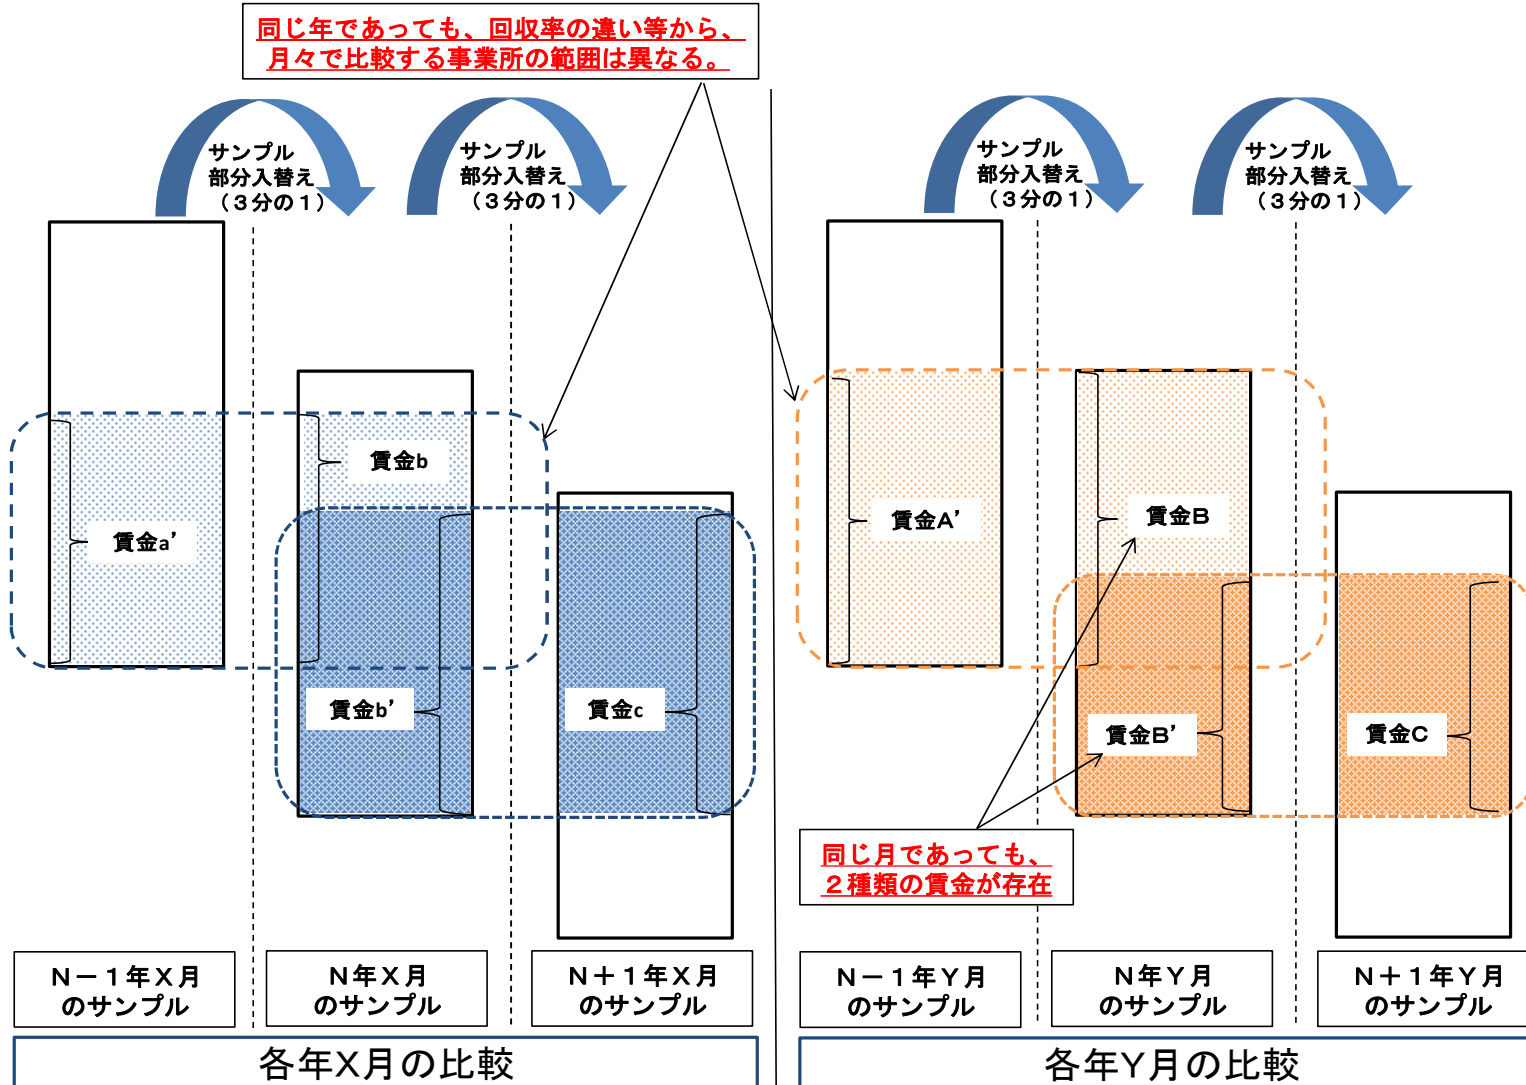 同じ年であっても、回収率の違い等から、
月々で比較する事業所の範囲は異なる。
サンプル
部分入替え
（３分の１）
サンプル
部分入替え
（３分の１）
サンプル
部分入替え
（３分の１）
サンプル
部分入替え
（３分の１）
賃金a’
賃金b
賃金b’
賃金c
賃金A’
賃金B
賃金B’
賃金C
同じ月であっても、
２種類の賃金が存在
Ｎ－１年Ｘ月
のサンプル
Ｎ年Ｘ月
のサンプル
Ｎ＋１年Ｘ月
のサンプル
Ｎ－１年Ｙ月
のサンプル
Ｎ年Ｙ月
のサンプル
Ｎ＋１年Ｙ月
のサンプル
各年X月の比較
各年Y月の比較